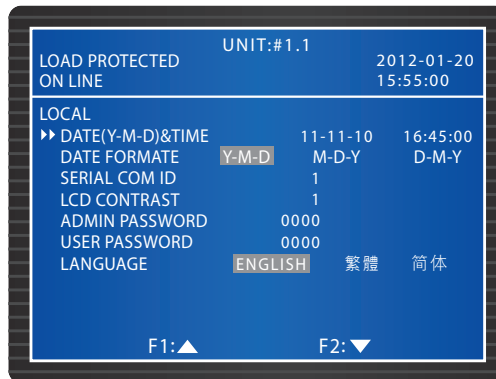 UNIT:#1.1
LOAD PROTECTED 2012-01-20
ON LINE 15:55:00
LOCAL
DATE(Y-M-D)&TIME 11-11-10 16:45:00
DATE FORMATE Y-M-D M-D-Y D-M-Y
SERIAL COM ID 1
LCD CONTRAST 1
ADMIN PASSWORD 0000
USER PASSWORD 0000
LANGUAGE ENGLISH 繁體 简体
F1:▲ F2:▼